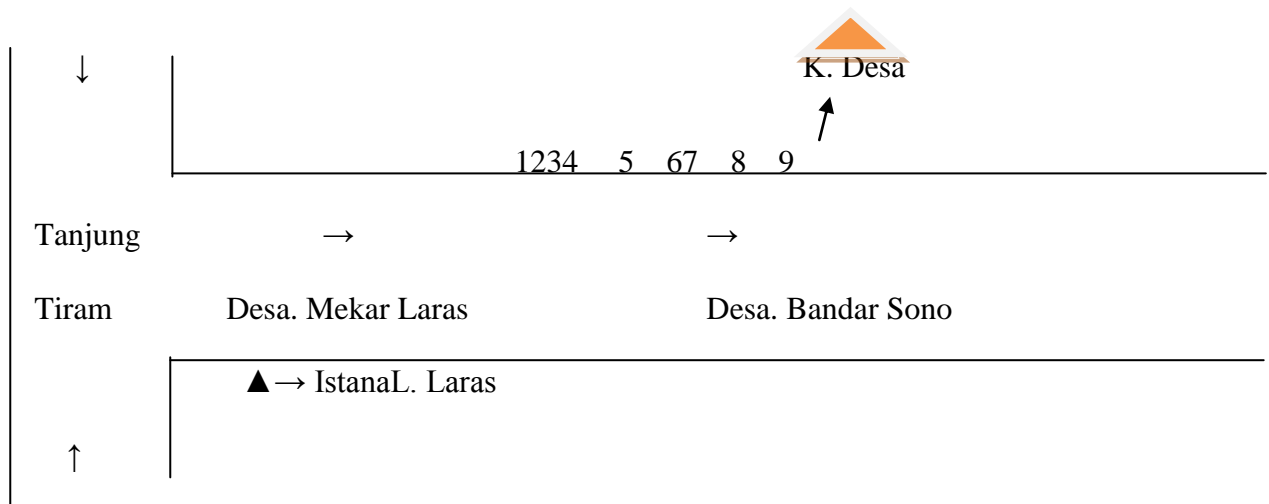 ↓
K. Desa
1234 5 67 8 9
Tanjung → →
Tiram Desa. Mekar Laras Desa. Bandar Sono
▲→ IstanaL. Laras
↑